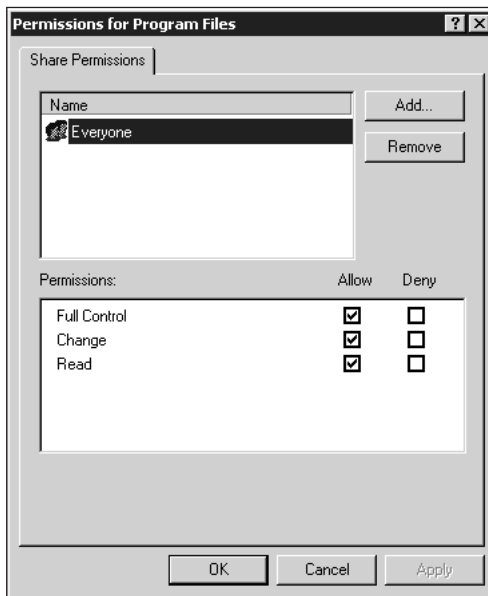 Permissions for Program Files
Share Permissions
Name
Add...
Everyone
Remove
Permissions: Allow Deny
Full Control
Change
Read
OK Cancel Apply